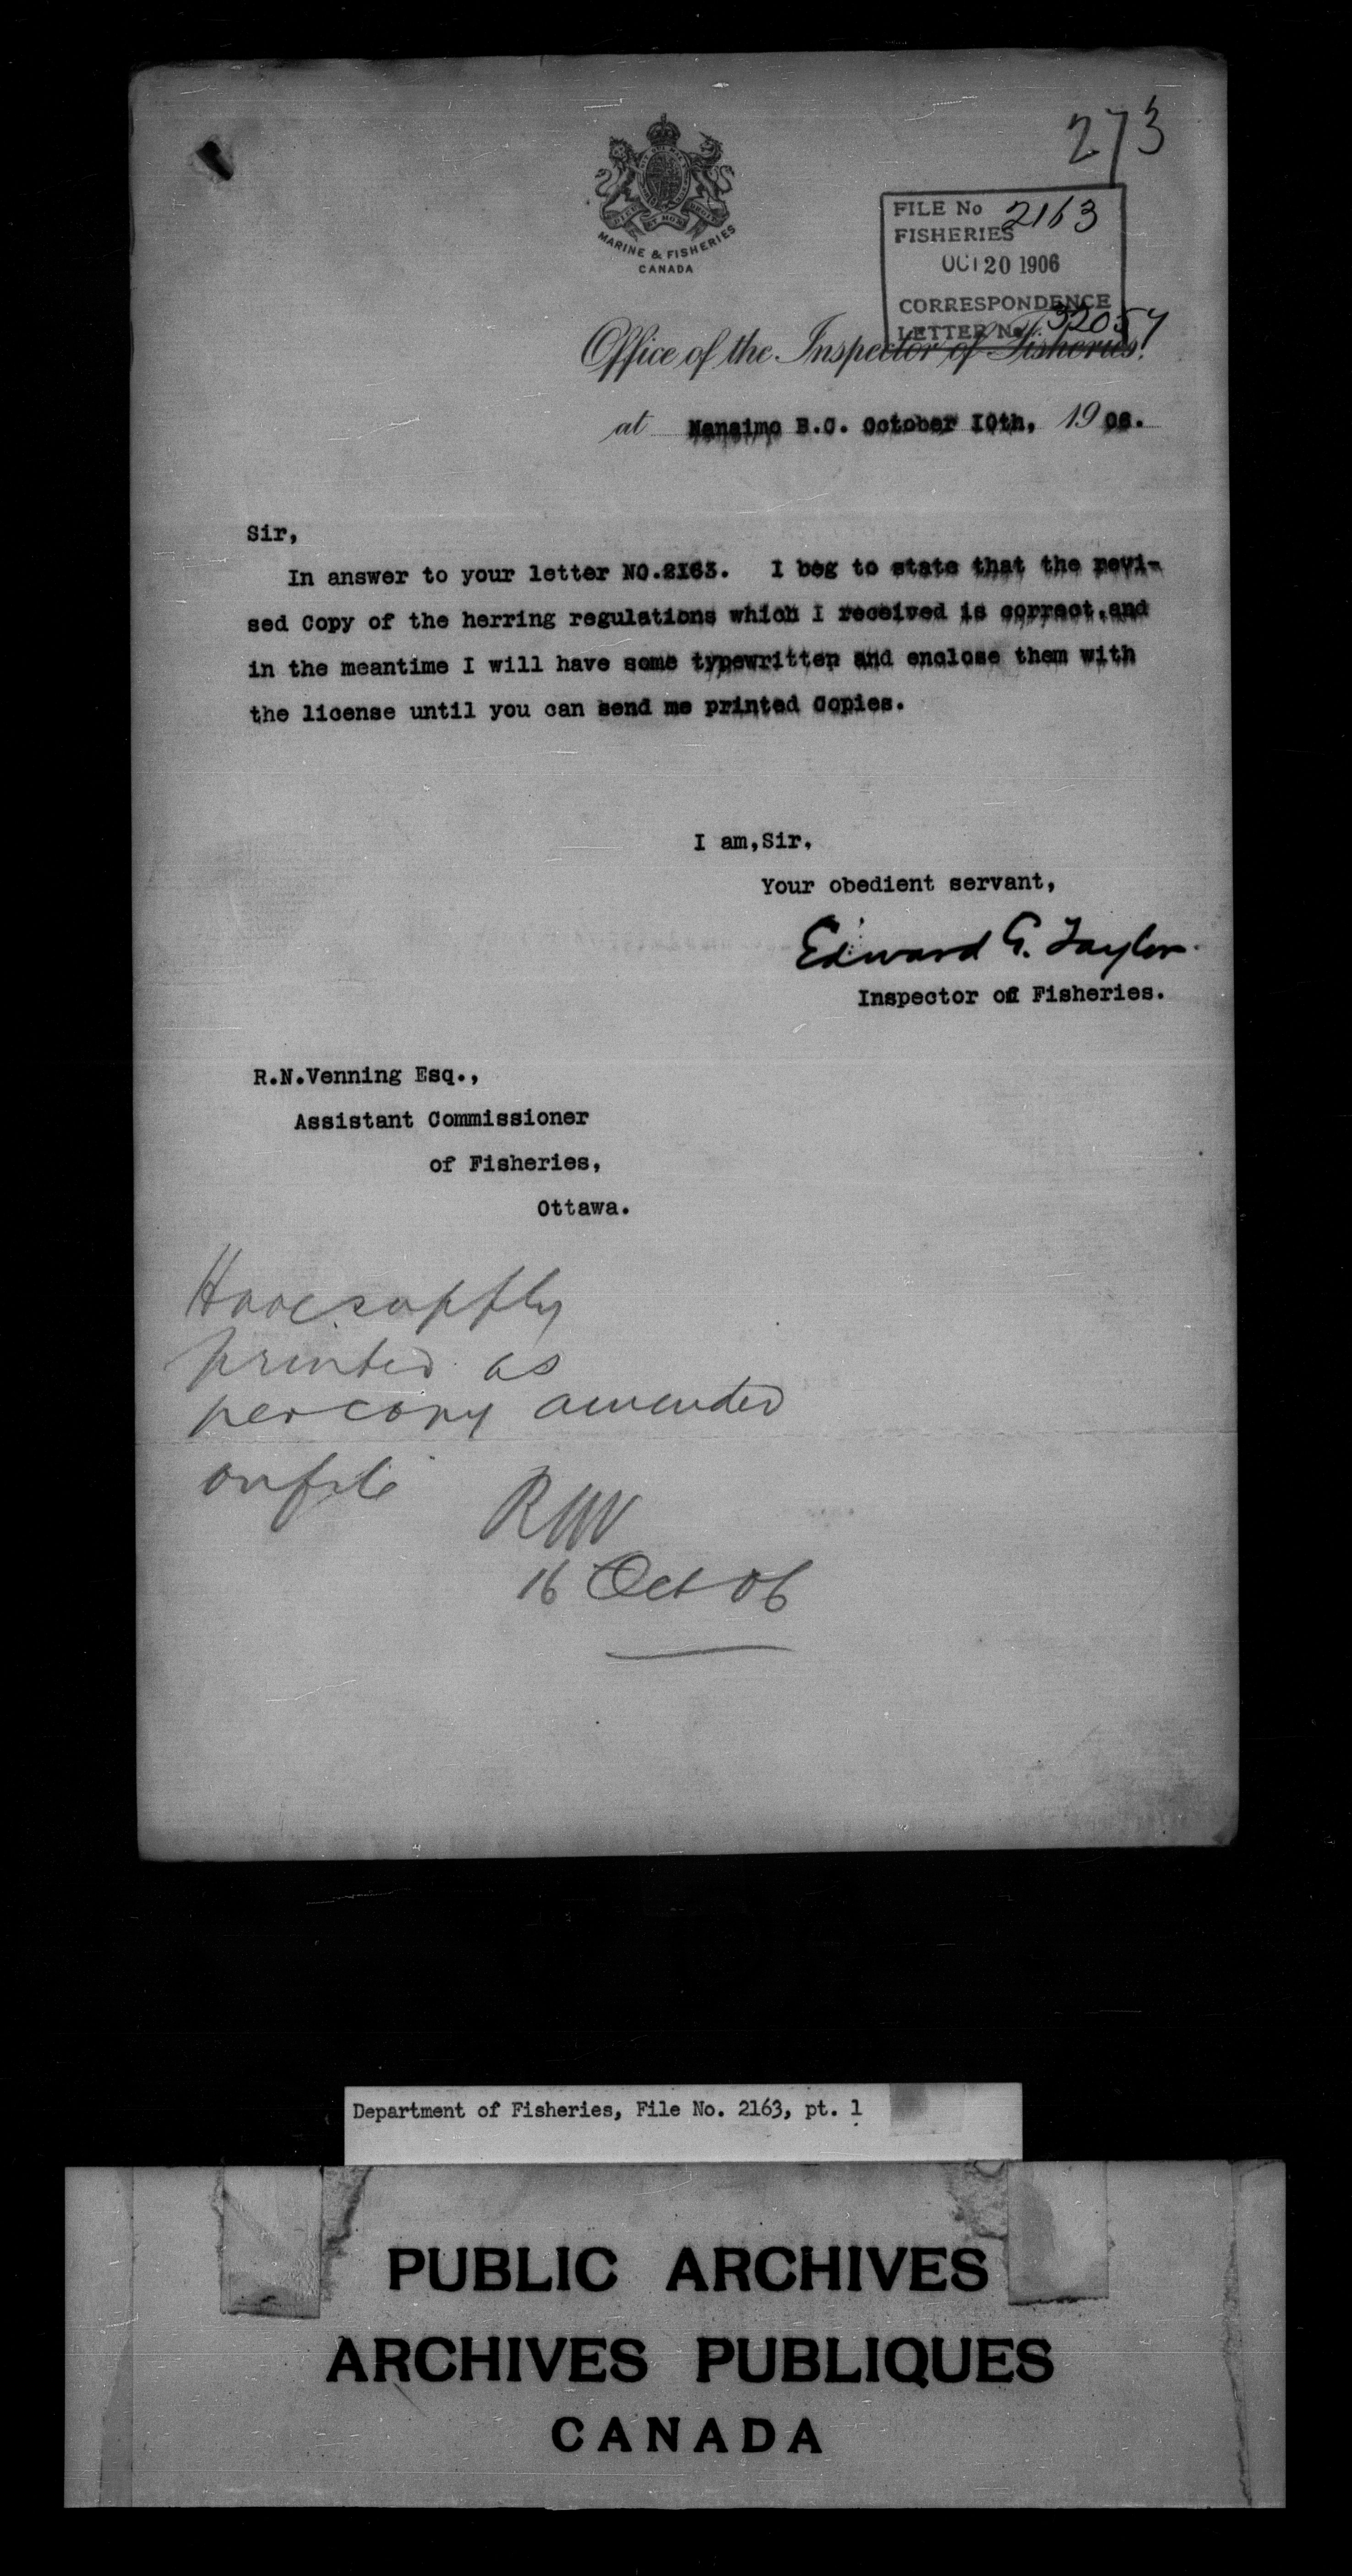 273
FILE No 2163
FISHERIES
OCT 20 1906
CORRESPONDENCE
LETTER No. 32057
MARINE & FISHERIES
CANADA
Office of the Inspector of Fisheries.
at Nanaimo B.C. October IOth, 1906.
Sir,
In answer to your letter NO.2I63. I beg to state that the revi-
sed Copy of the herring regulations which I received is correct.and
in the meantime I will have some typewritten and enclose them with
the license until you can send me printed Copies.
I am,Sir,
Your obedient servant,
Edward G. Taylor.
Inspector of Fisheries.
R.N.Venning Esq.,
Assistant Commissioner
of Fisheries,
Ottawa.
Have supply
printed as
per copy amended
on file
RNV
16 Oct 06
Department of Fisheries, File No. 2163, pt. 1
PUBLIC ARCHIVES
ARCHIVES PUBLIQUES
CANADA